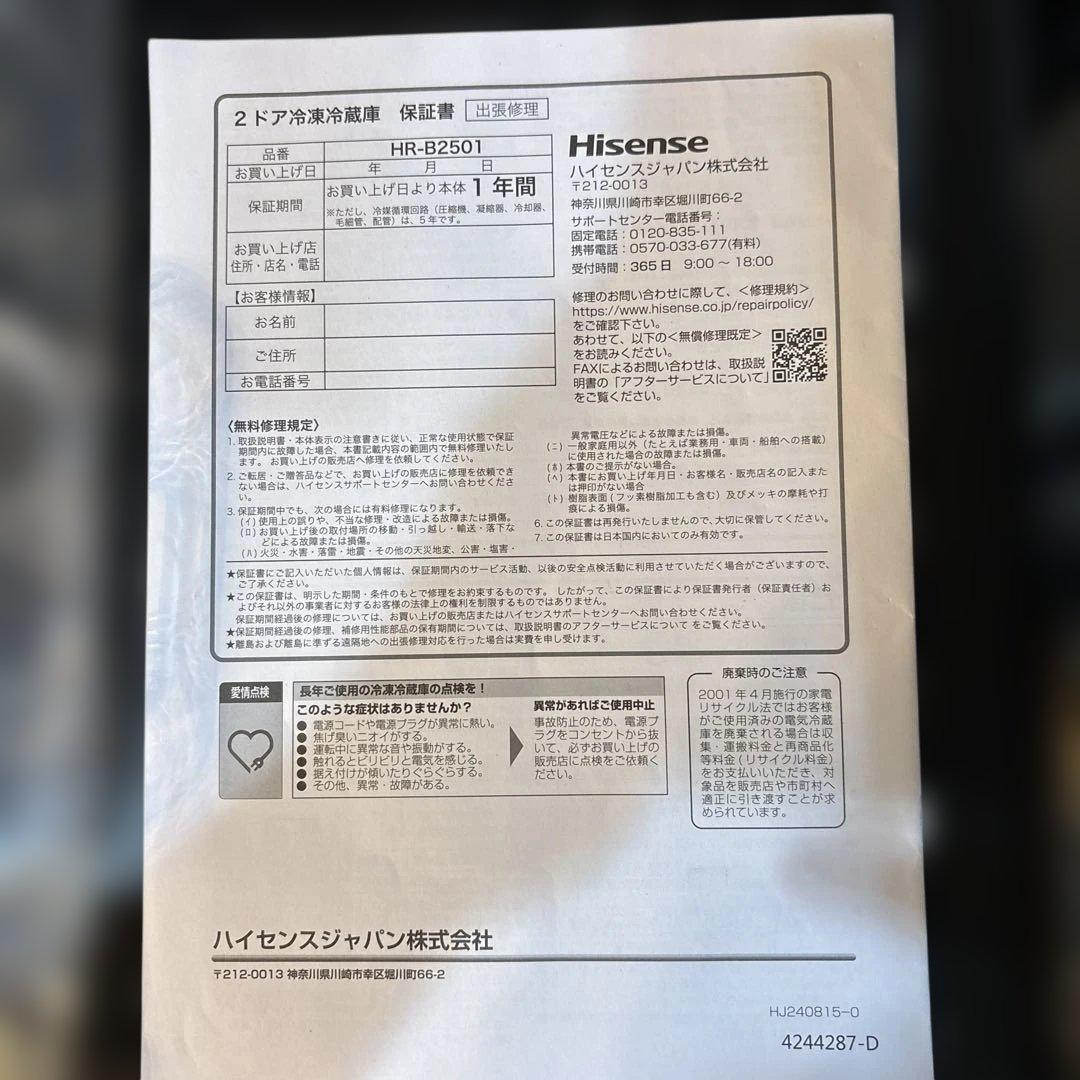 2ドア冷凍冷蔵庫 保証書 出張修理
品番 HR-B2501
お買い上げ日 年 月 日
保証期間 お買い上げ日より本体1年間
※ただし、冷媒循環回路（圧縮機、凝縮器、冷却器、
毛細管、配管）は、5年です。
お買い上げ店
住所・店名・電話
【お客様情報】
お名前
ご住所
お電話番号
Hisense
ハイセンスジャパン株式会社
〒212-0013
神奈川県川崎市幸区堀川町66-2
サポートセンター電話番号：
固定電話：0120-835-111
携帯電話：0570-033-677(有料)
受付時間：365日 9:00～18:00
修理のお問い合わせに際して、＜修理規約＞
https://www.hisense.co.jp/repairpolicy/
をご確認下さい。
あわせて、以下の＜無償修理既定＞
をお読みください。
FAXによるお問い合わせは、取扱説
明書の「アフターサービスについて」
をご覧ください。
〈無料修理規定〉
1. 取扱説明書・本体表示の注意書きに従い、正常な使用状態で保証
期間内に故障した場合、本書記載内容の範囲内で無料修理いたし
ます。お買い上げの販売店へ修理を依頼してください。
2. ご転居・ご贈答品などで、お買い上げの販売店に修理を依頼でき
ない場合は、ハイセンスサポートセンターへお問い合わせくださ
い。
3. 保証期間中でも、次の場合には有料修理になります。
(イ) 使用上の誤りや、不当な修理・改造による故障または損傷。
(ロ) お買い上げ後の取付場所の移動・引っ越し・輸送・落下な
どによる故障または損傷。
(ハ) 火災・水害・落雷・地震・その他の天災地変、公害・塩害・
異常電圧などによる故障または損傷。
(ニ) 一般家庭用以外（たとえば業務用・車両・船舶への搭載）
に使用された場合の故障または損傷。
(ホ) 本書のご提示がない場合。
(ヘ) 本書にお買い上げ年月日・お客様名・販売店名の記入また
は押印がない場合
(ト) 樹脂表面(フッ素樹脂加工も含む）及びメッキの摩耗や打
痕による損傷。
6. この保証書は再発行いたしませんので、大切に保管してください。
7. この保証書は日本国内においてのみ有効です。
★保証書にご記入いただいた個人情報は、保証期間内のサービス活動、以後の安全点検活動に利用させていただく場合がございますので、
ご了承ください。
★この保証書は、明示した期間・条件のもとで修理をお約束するものです。したがって、この保証書により保証書発行者（保証責任者）お
よびそれ以外の事業者に対するお客様の法律上の権利を制限するものではありません。
保証期間経過後の修理については、お買い上げの販売店またはハイセンスサポートセンターへお問い合わせください。
★保証期間経過後の修理、補修用性能部品の保有期間については、取扱説明書のアフターサービスについて をご覧ください。
★離島および離島に準ずる遠隔地への出張修理対応を行った場合は実費を申し受けます。
愛情点検
長年ご使用の冷凍冷蔵庫の点検を！
このような症状はありませんか？
● 電源コードや電源プラグが異常に熱い。
● 焦げ臭いニオイがする。
● 運転中に異常な音や振動がする。
● 触れるとビリビリと電気を感じる。
● 据え付けが傾いたりぐらぐらする。
● その他、異常・故障がある。
異常があればご使用中止
事故防止のため、電源プ
ラグをコンセントから抜
いて、必ずお買い上げの
販売店に点検をご依頼く
ださい。
廃棄時のご注意
2001年4月施行の家電
リサイクル法ではお客様
がご使用済みの電気冷蔵
庫を廃棄される場合は収
集・運搬料金と再商品化
等料金(リサイクル料金)
をお支払いいただき、対
象品を販売店や市町村へ
適正に引き渡すことが求
められています。
ハイセンスジャパン株式会社
〒212-0013 神奈川県川崎市幸区堀川町66-2
HJ240815-0
4244287-D